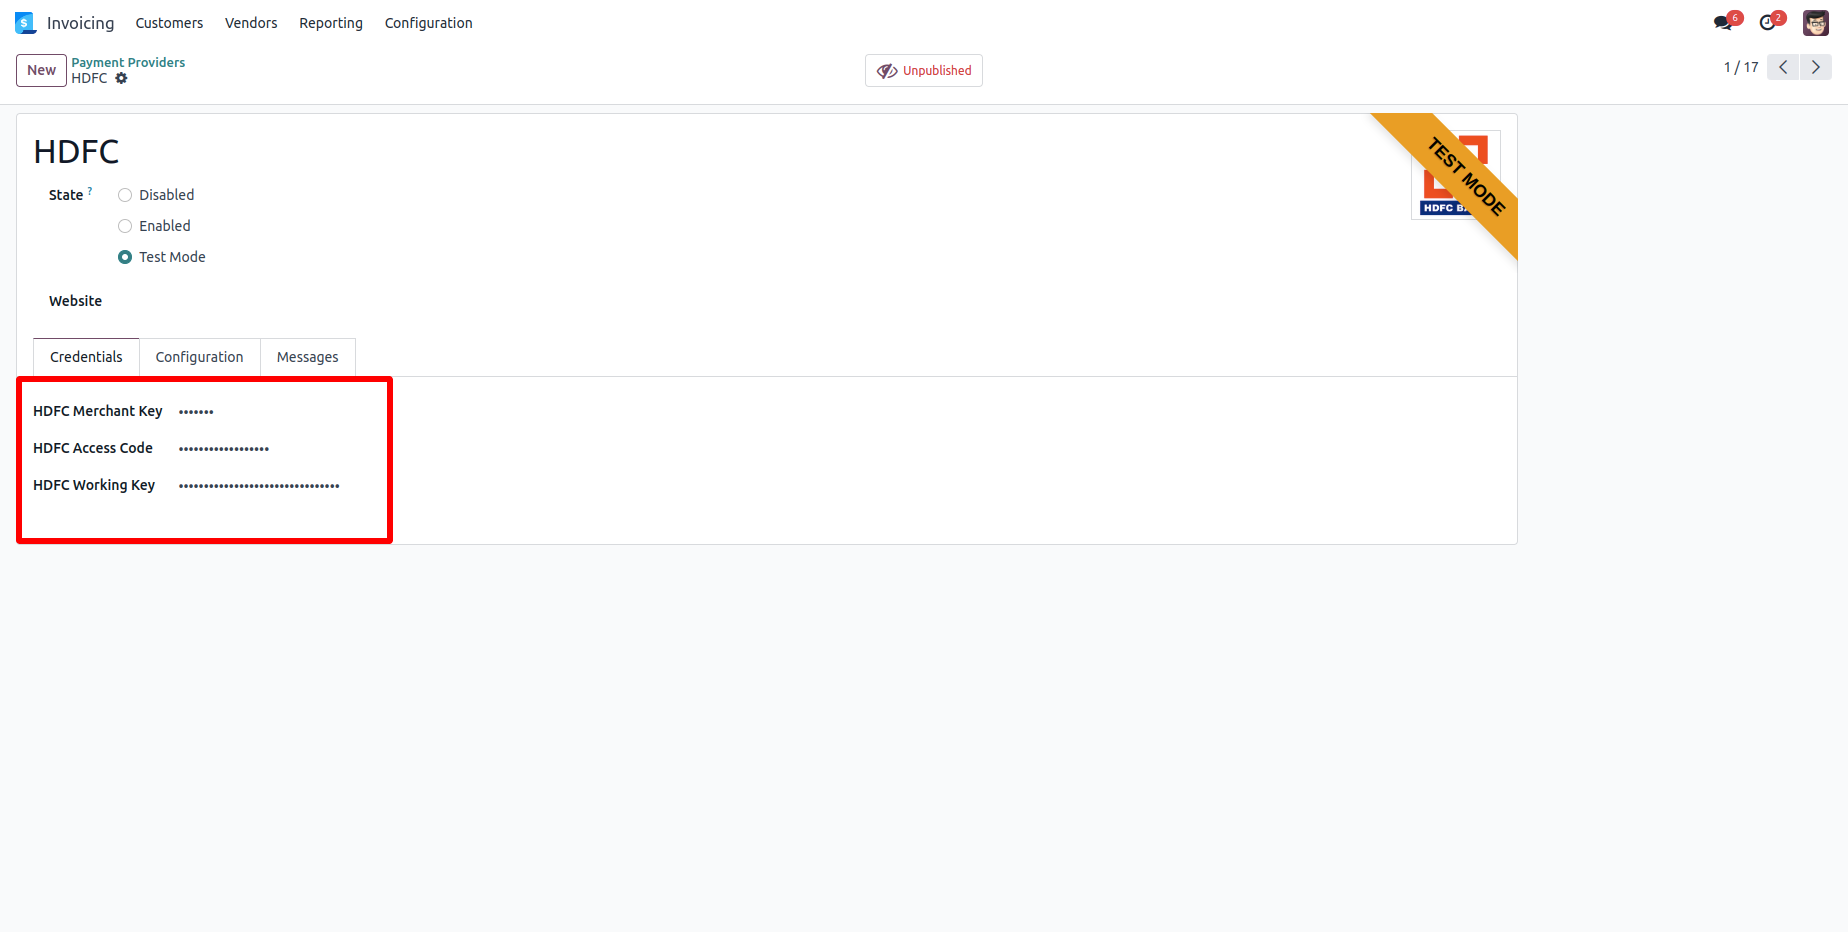 Invoicing Customers Vendors Reporting Configuration 6 2
New Payment Providers
HDFC
Unpublished
1 / 17
HDFC
TEST MODE
HDFC
State ? Disabled
Enabled
Test Mode
Website
Credentials Configuration Messages
HDFC Merchant Key •••••••
HDFC Access Code ••••••••••••••••••
HDFC Working Key ••••••••••••••••••••••••••••••••